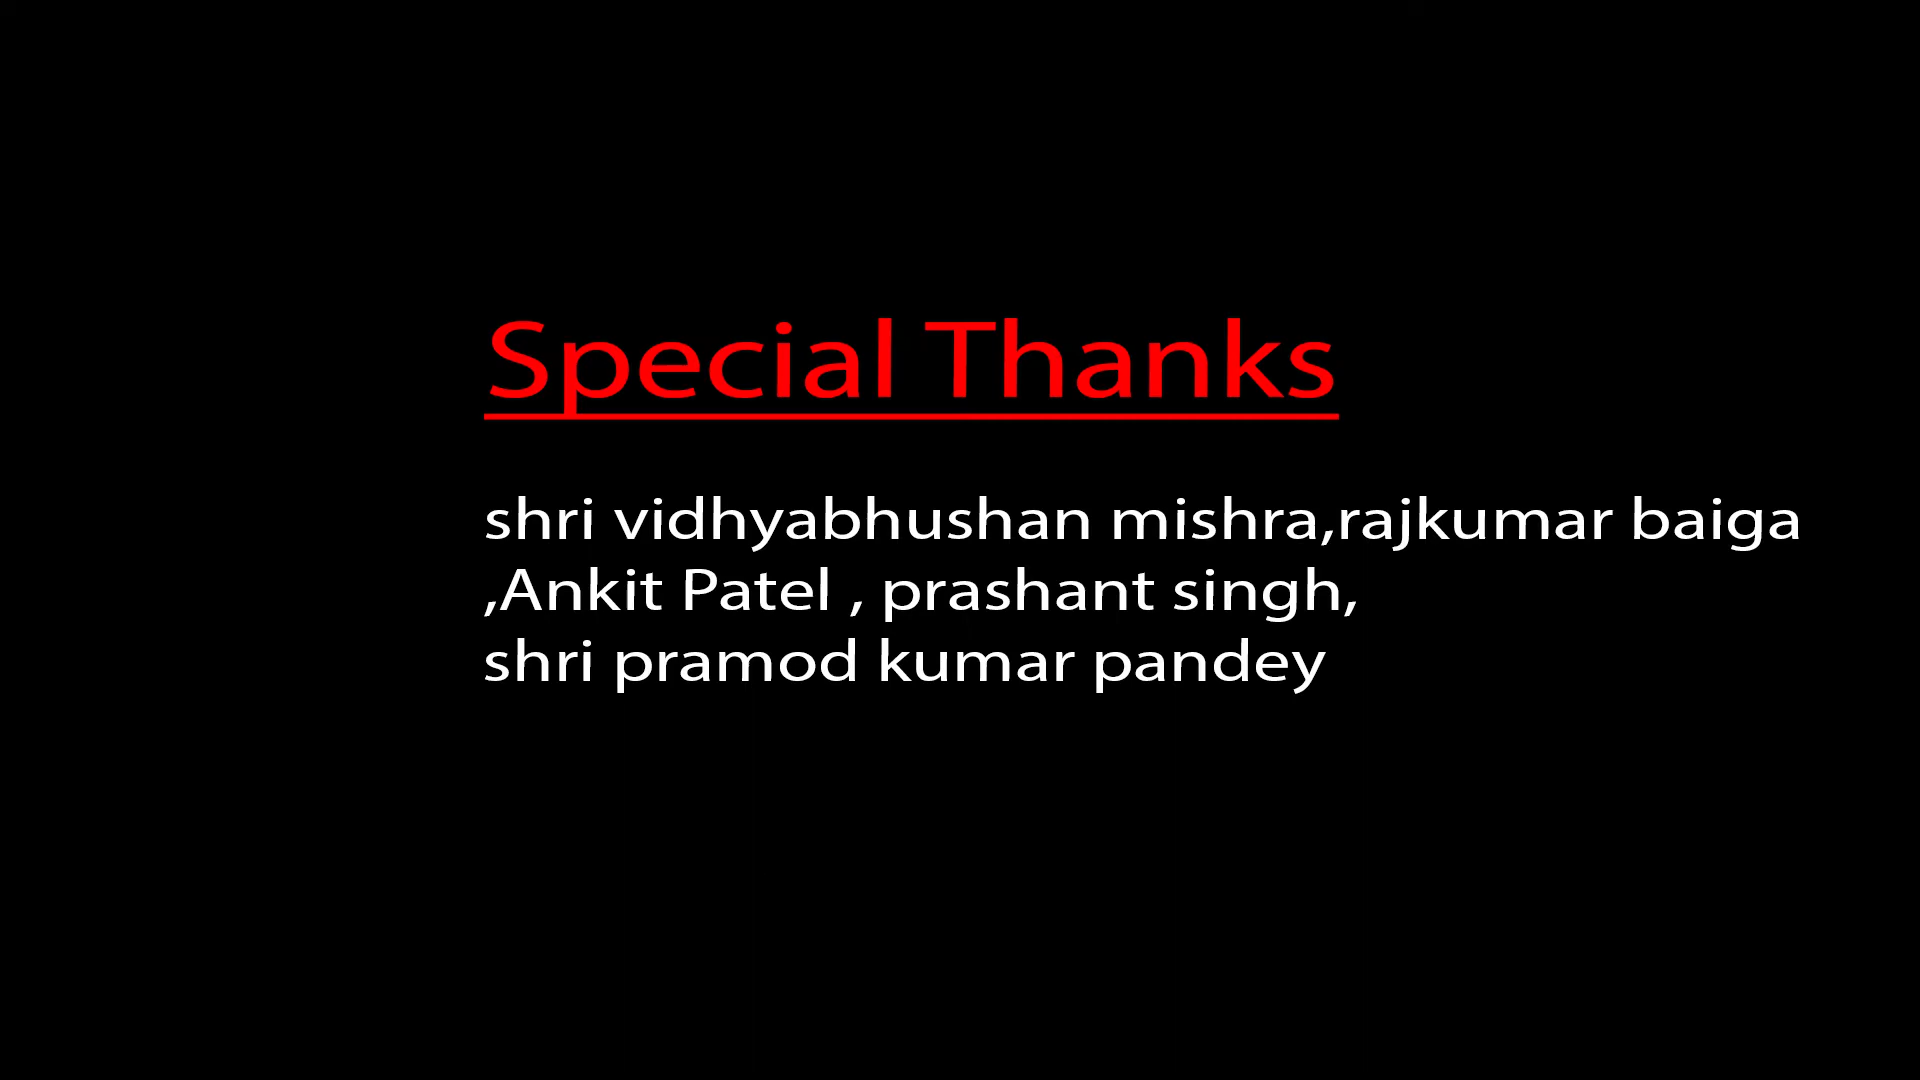 Special Thanks
shri vidhyabhushan mishra,rajkumar baiga
,Ankit Patel , prashant singh,
shri pramod kumar pandey